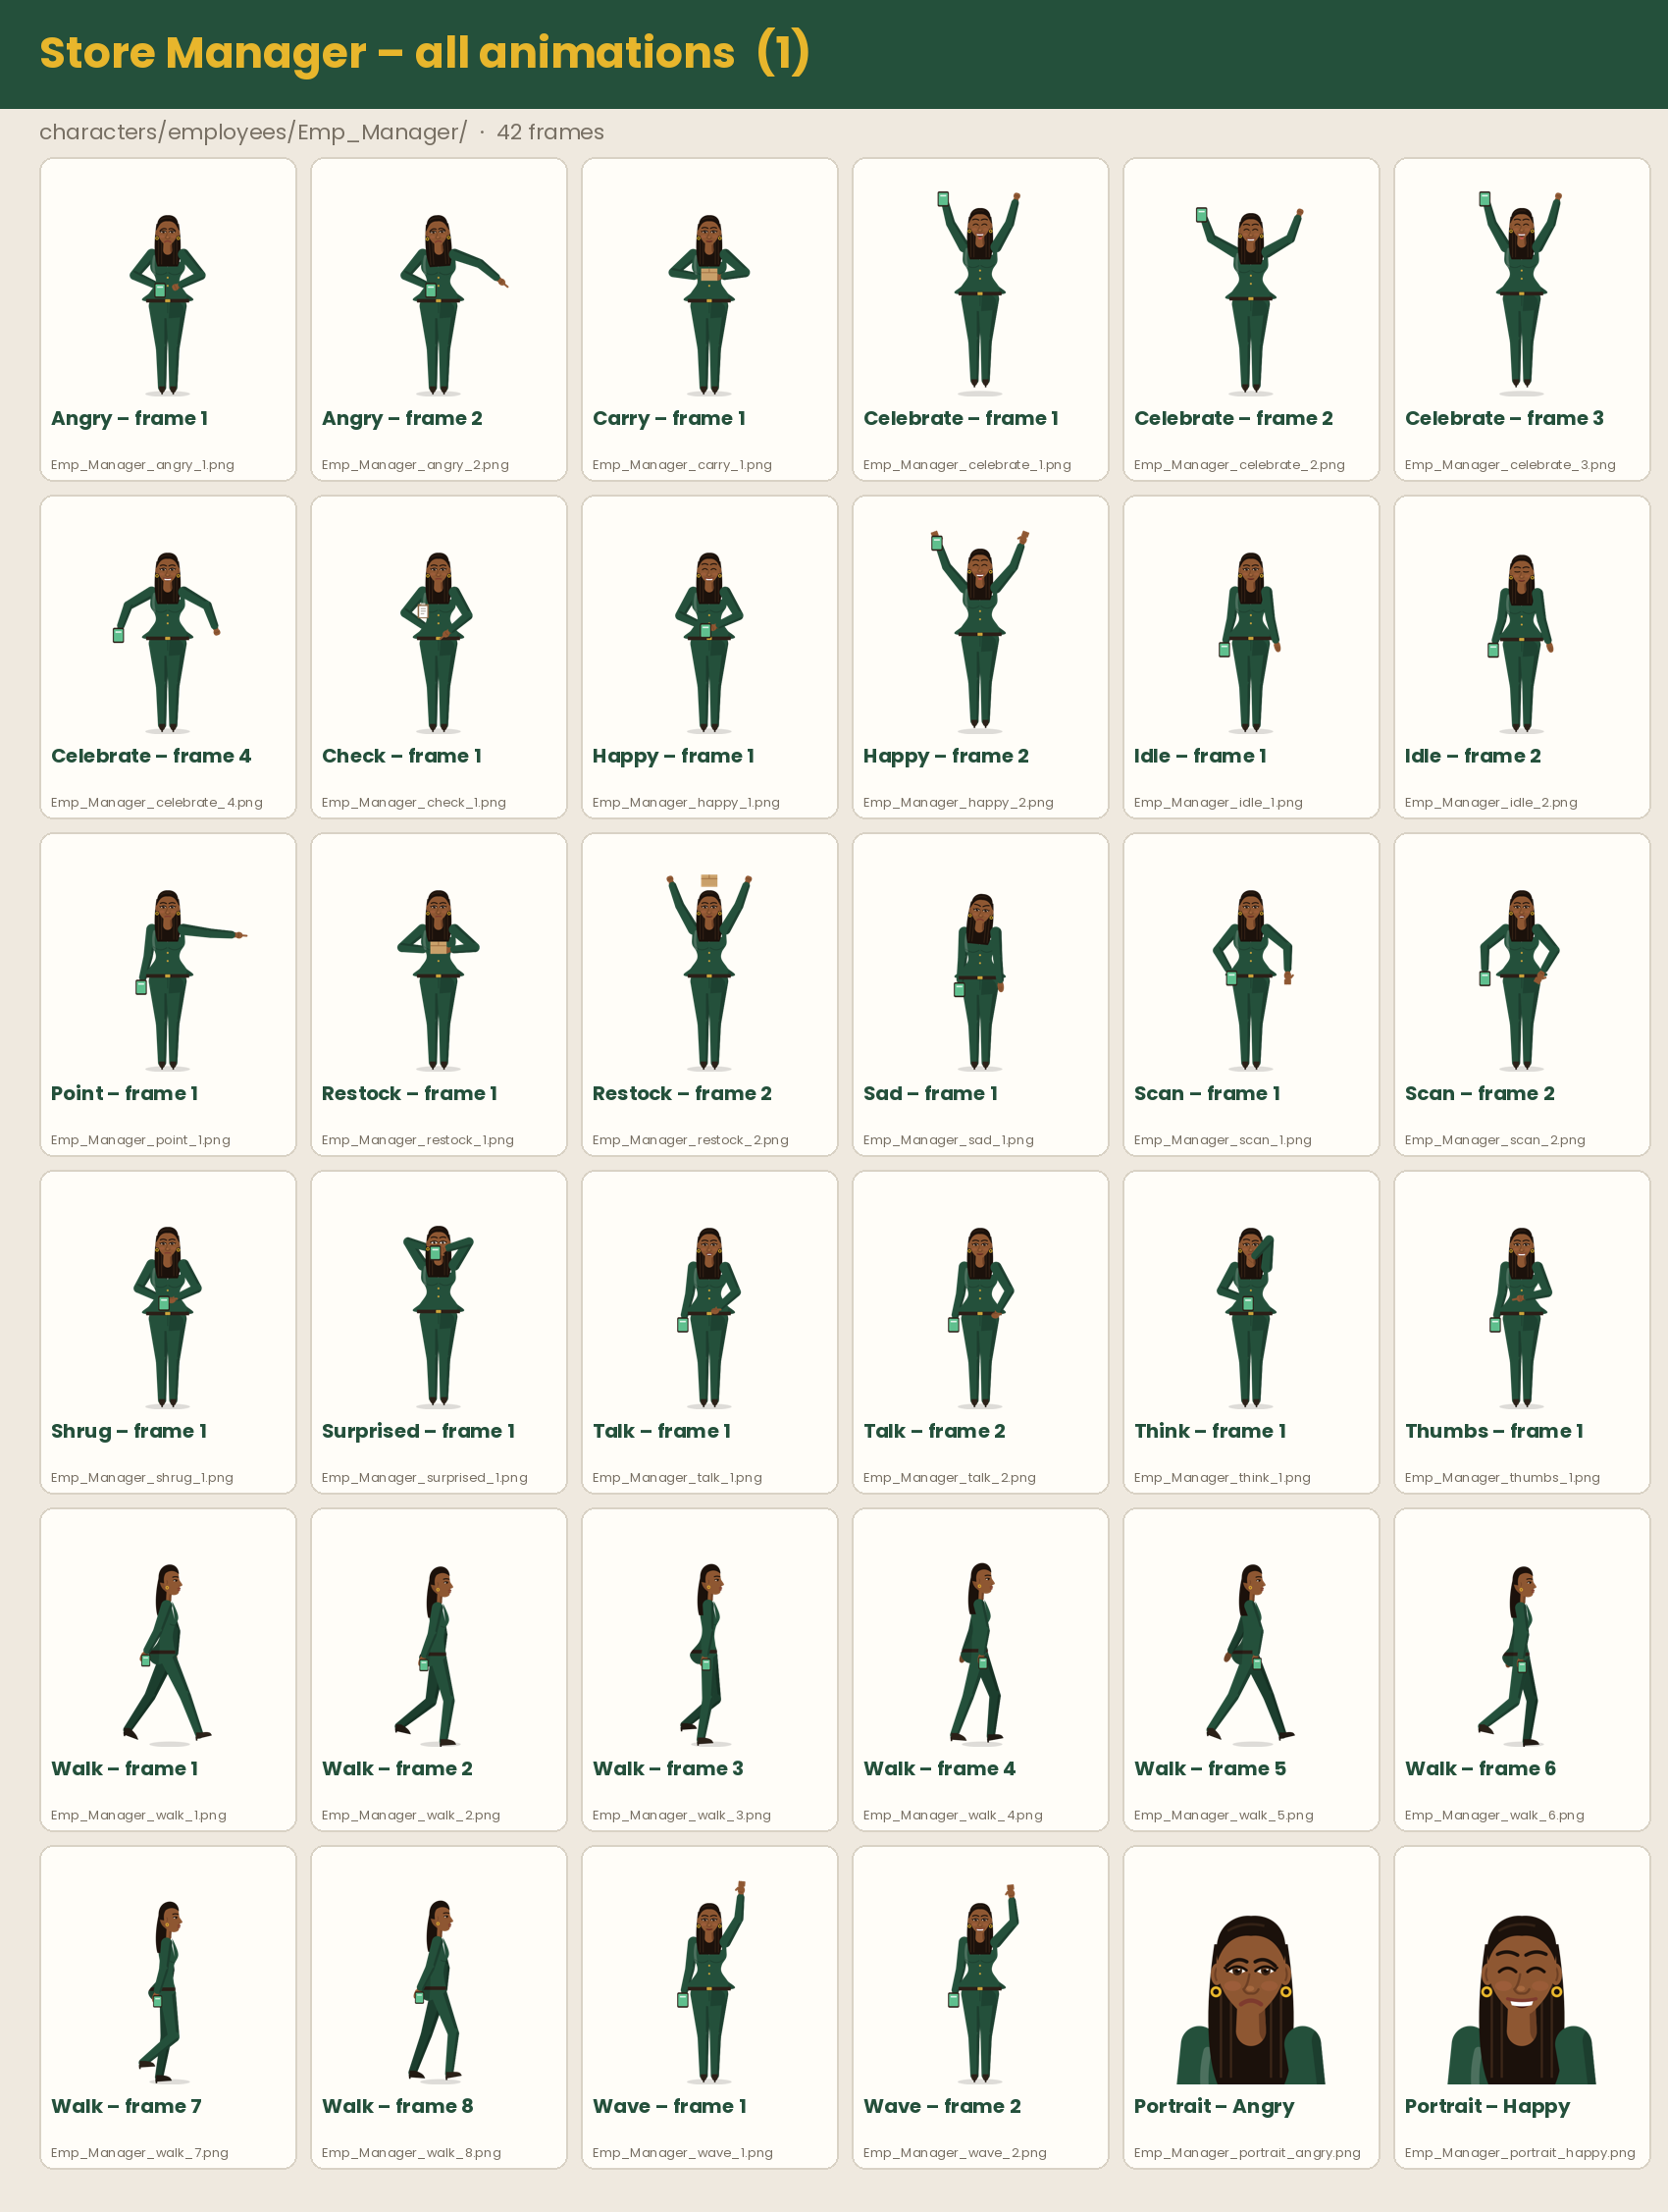 Store Manager – all animations (1)
characters/employees/Emp_Manager/ · 42 frames
Angry – frame 1
Emp_Manager_angry_1.png
Angry – frame 2
Emp_Manager_angry_2.png
Carry – frame 1
Emp_Manager_carry_1.png
Celebrate – frame 1
Emp_Manager_celebrate_1.png
Celebrate – frame 2
Emp_Manager_celebrate_2.png
Celebrate – frame 3
Emp_Manager_celebrate_3.png
Celebrate – frame 4
Emp_Manager_celebrate_4.png
Check – frame 1
Emp_Manager_check_1.png
Happy – frame 1
Emp_Manager_happy_1.png
Happy – frame 2
Emp_Manager_happy_2.png
Idle – frame 1
Emp_Manager_idle_1.png
Idle – frame 2
Emp_Manager_idle_2.png
Point – frame 1
Emp_Manager_point_1.png
Restock – frame 1
Emp_Manager_restock_1.png
Restock – frame 2
Emp_Manager_restock_2.png
Sad – frame 1
Emp_Manager_sad_1.png
Scan – frame 1
Emp_Manager_scan_1.png
Scan – frame 2
Emp_Manager_scan_2.png
Shrug – frame 1
Emp_Manager_shrug_1.png
Surprised – frame 1
Emp_Manager_surprised_1.png
Talk – frame 1
Emp_Manager_talk_1.png
Talk – frame 2
Emp_Manager_talk_2.png
Think – frame 1
Emp_Manager_think_1.png
Thumbs – frame 1
Emp_Manager_thumbs_1.png
Walk – frame 1
Emp_Manager_walk_1.png
Walk – frame 2
Emp_Manager_walk_2.png
Walk – frame 3
Emp_Manager_walk_3.png
Walk – frame 4
Emp_Manager_walk_4.png
Walk – frame 5
Emp_Manager_walk_5.png
Walk – frame 6
Emp_Manager_walk_6.png
Walk – frame 7
Emp_Manager_walk_7.png
Walk – frame 8
Emp_Manager_walk_8.png
Wave – frame 1
Emp_Manager_wave_1.png
Wave – frame 2
Emp_Manager_wave_2.png
Portrait – Angry
Emp_Manager_portrait_angry.png
Portrait – Happy
Emp_Manager_portrait_happy.png